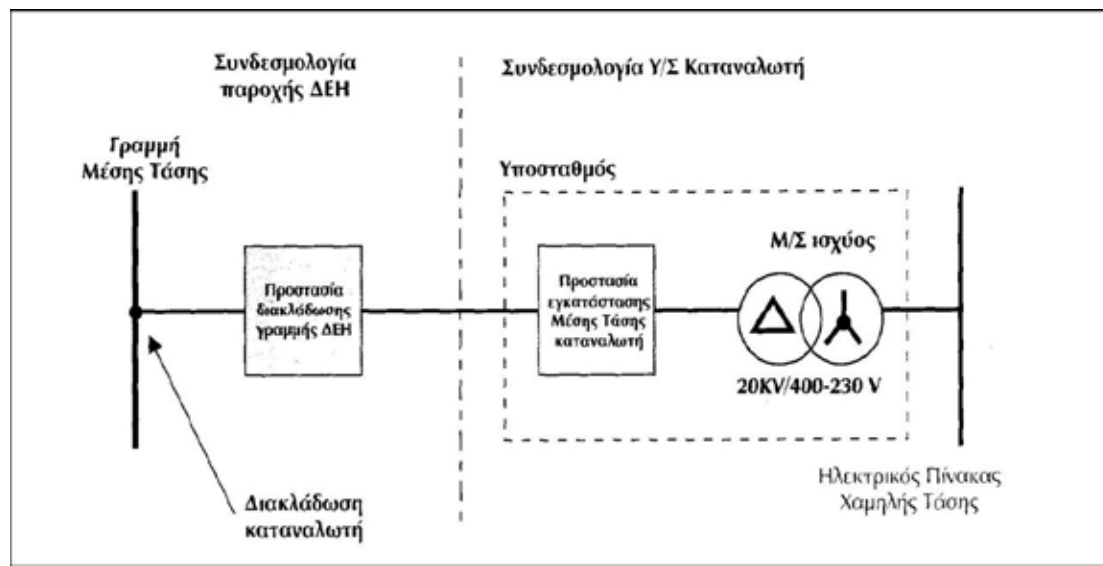 Συνδεσμολογία
παροχής ΔΕΗ
Συνδεσμολογία Υ/Σ Καταναλωτή
Γραμμή
Μέσης Τάσης
Υποσταθμός
Μ/Σ ισχύος
Προστασία
διακλάδωσης
γραμμής ΔΕΗ
Προστασία
εγκατάστασης
Μέσης Τάσης
καταναλωτή
20KV/400-230 V
Διακλάδωση
καταναλωτή
Ηλεκτρικός Πίνακας
Χαμηλής Τάσης